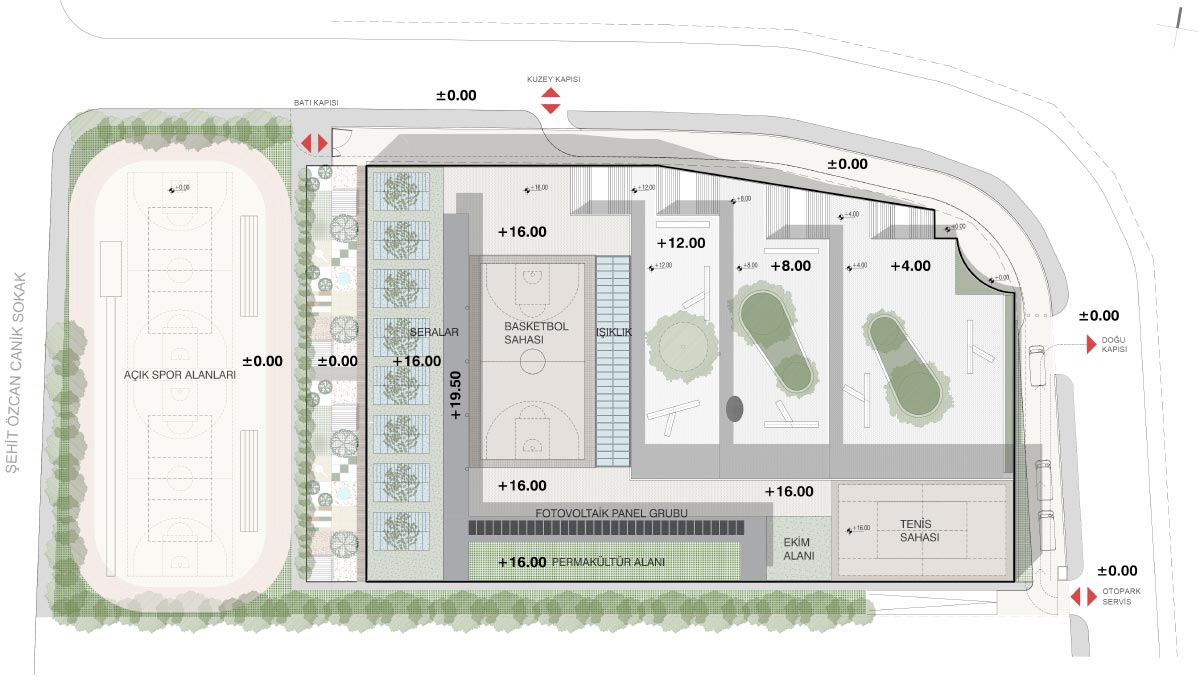 KUZEY KAPISI
BATI KAPISI
±0.00
±0.00
+0.00
+16.00
+12.00
+8.00
+4.00
+0.00
+16.00
+12.00
+12.00
+8.00
+8.00
+4.00
+4.00
+0.00
ŞEHİT ÖZCAN CANİK SOKAK
AÇIK SPOR ALANLARI
±0.00
±0.00
SERALAR
+16.00
+19.50
BASKETBOL
SAHASI
IŞIKLIK
±0.00
DOĞU
KAPISI
+16.00
+16.00
FOTOVOLTAİK PANEL GRUBU
+16.00 PERMAKÜLTÜR ALANI
EKİM
ALANI
+16.00
TENİS
SAHASI
±0.00
OTOPARK
SERVİS